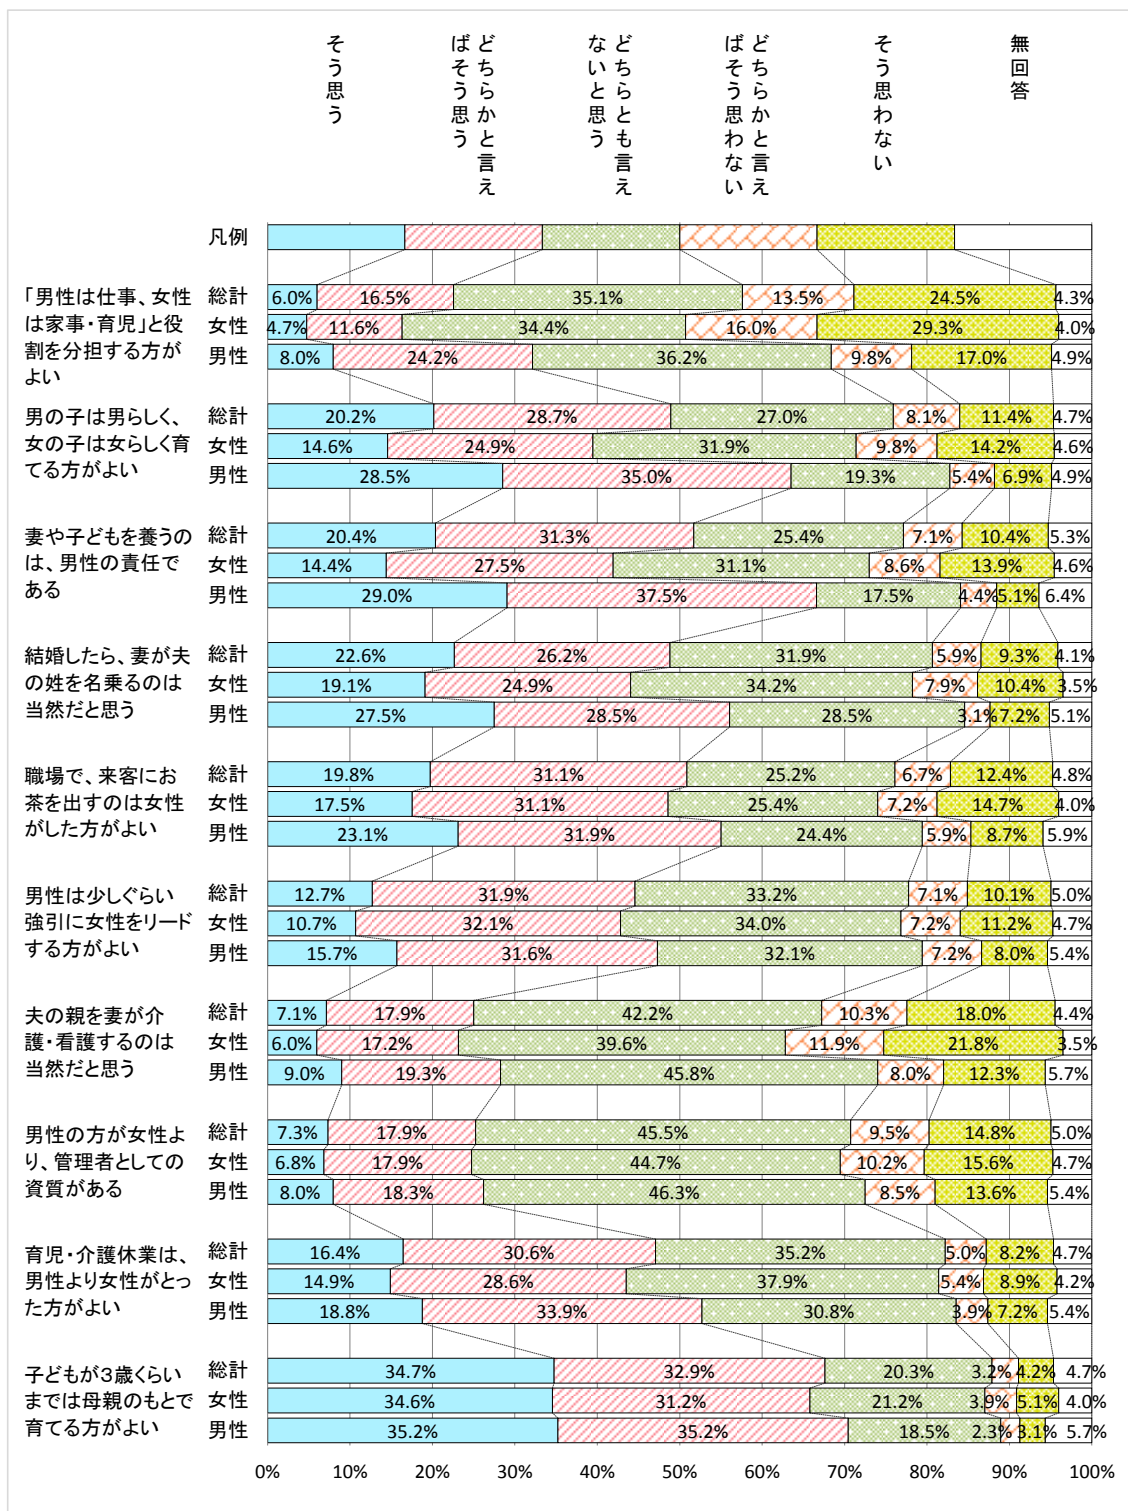 そう思う
どちらかと言え
ばそう思う
どちらとも言え
ないと思う
どちらかと言え
ばそう思わない
そう思わない
無回答
凡例
「男性は仕事、女性
は家事・育児」と役
割を分担する方が
よい
総計 6.0% 16.5% 35.1% 13.5% 24.5% 4.3%
女性 4.7% 11.6% 34.4% 16.0% 29.3% 4.0%
男性 8.0% 24.2% 36.2% 9.8% 17.0% 4.9%
男の子は男らしく、
女の子は女らしく育
てる方がよい
総計 20.2% 28.7% 27.0% 8.1% 11.4% 4.7%
女性 14.6% 24.9% 31.9% 9.8% 14.2% 4.6%
男性 28.5% 35.0% 19.3% 5.4% 6.9% 4.9%
妻や子どもを養うの
は、男性の責任で
ある
総計 20.4% 31.3% 25.4% 7.1% 10.4% 5.3%
女性 14.4% 27.5% 31.1% 8.6% 13.9% 4.6%
男性 29.0% 37.5% 17.5% 4.4% 5.1% 6.4%
結婚したら、妻が夫
の姓を名乗るのは
当然だと思う
総計 22.6% 26.2% 31.9% 5.9% 9.3% 4.1%
女性 19.1% 24.9% 34.2% 7.9% 10.4% 3.5%
男性 27.5% 28.5% 28.5% 3.1% 7.2% 5.1%
職場で、来客にお
茶を出すのは女性
がした方がよい
総計 19.8% 31.1% 25.2% 6.7% 12.4% 4.8%
女性 17.5% 31.1% 25.4% 7.2% 14.7% 4.0%
男性 23.1% 31.9% 24.4% 5.9% 8.7% 5.9%
男性は少しぐらい
強引に女性をリード
する方がよい
総計 12.7% 31.9% 33.2% 7.1% 10.1% 5.0%
女性 10.7% 32.1% 34.0% 7.2% 11.2% 4.7%
男性 15.7% 31.6% 32.1% 7.2% 8.0% 5.4%
夫の親を妻が介
護・看護するのは
当然だと思う
総計 7.1% 17.9% 42.2% 10.3% 18.0% 4.4%
女性 6.0% 17.2% 39.6% 11.9% 21.8% 3.5%
男性 9.0% 19.3% 45.8% 8.0% 12.3% 5.7%
男性の方が女性よ
り、管理者としての
資質がある
総計 7.3% 17.9% 45.5% 9.5% 14.8% 5.0%
女性 6.8% 17.9% 44.7% 10.2% 15.6% 4.7%
男性 8.0% 18.3% 46.3% 8.5% 13.6% 5.4%
育児・介護休業は、
男性より女性がとっ
た方がよい
総計 16.4% 30.6% 35.2% 5.0% 8.2% 4.7%
女性 14.9% 28.6% 37.9% 5.4% 8.9% 4.2%
男性 18.8% 33.9% 30.8% 3.9% 7.2% 5.4%
子どもが3歳くらい
までは母親のもとで
育てる方がよい
総計 34.7% 32.9% 20.3% 3.2% 4.2% 4.7%
女性 34.6% 31.2% 21.2% 3.9% 5.1% 4.0%
男性 35.2% 35.2% 18.5% 2.3% 3.1% 5.7%
0% 10% 20% 30% 40% 50% 60% 70% 80% 90% 100%